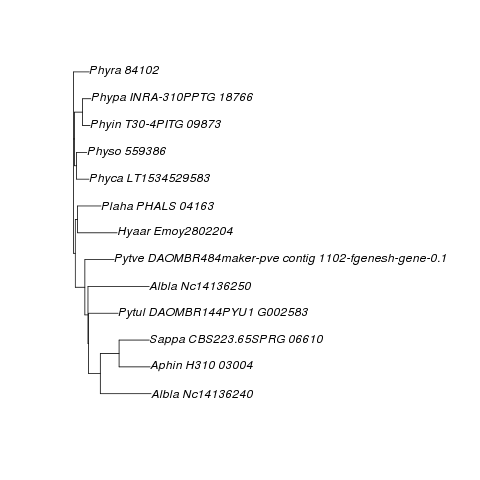 Phyra 84102
Phypa INRA-310PPTG 18766
Phyin T30-4PITG 09873
Physo 559386
Phyca LT1534529583
Plaha PHALS 04163
Hyaar Emoy2802204
Pytve DAOMBR484maker-pve contig 1102-fgenesh-gene-0.1
Albla Nc14136250
Pytul DAOMBR144PYU1 G002583
Sappa CBS223.65SPRG 06610
Aphin H310 03004
Albla Nc14136240